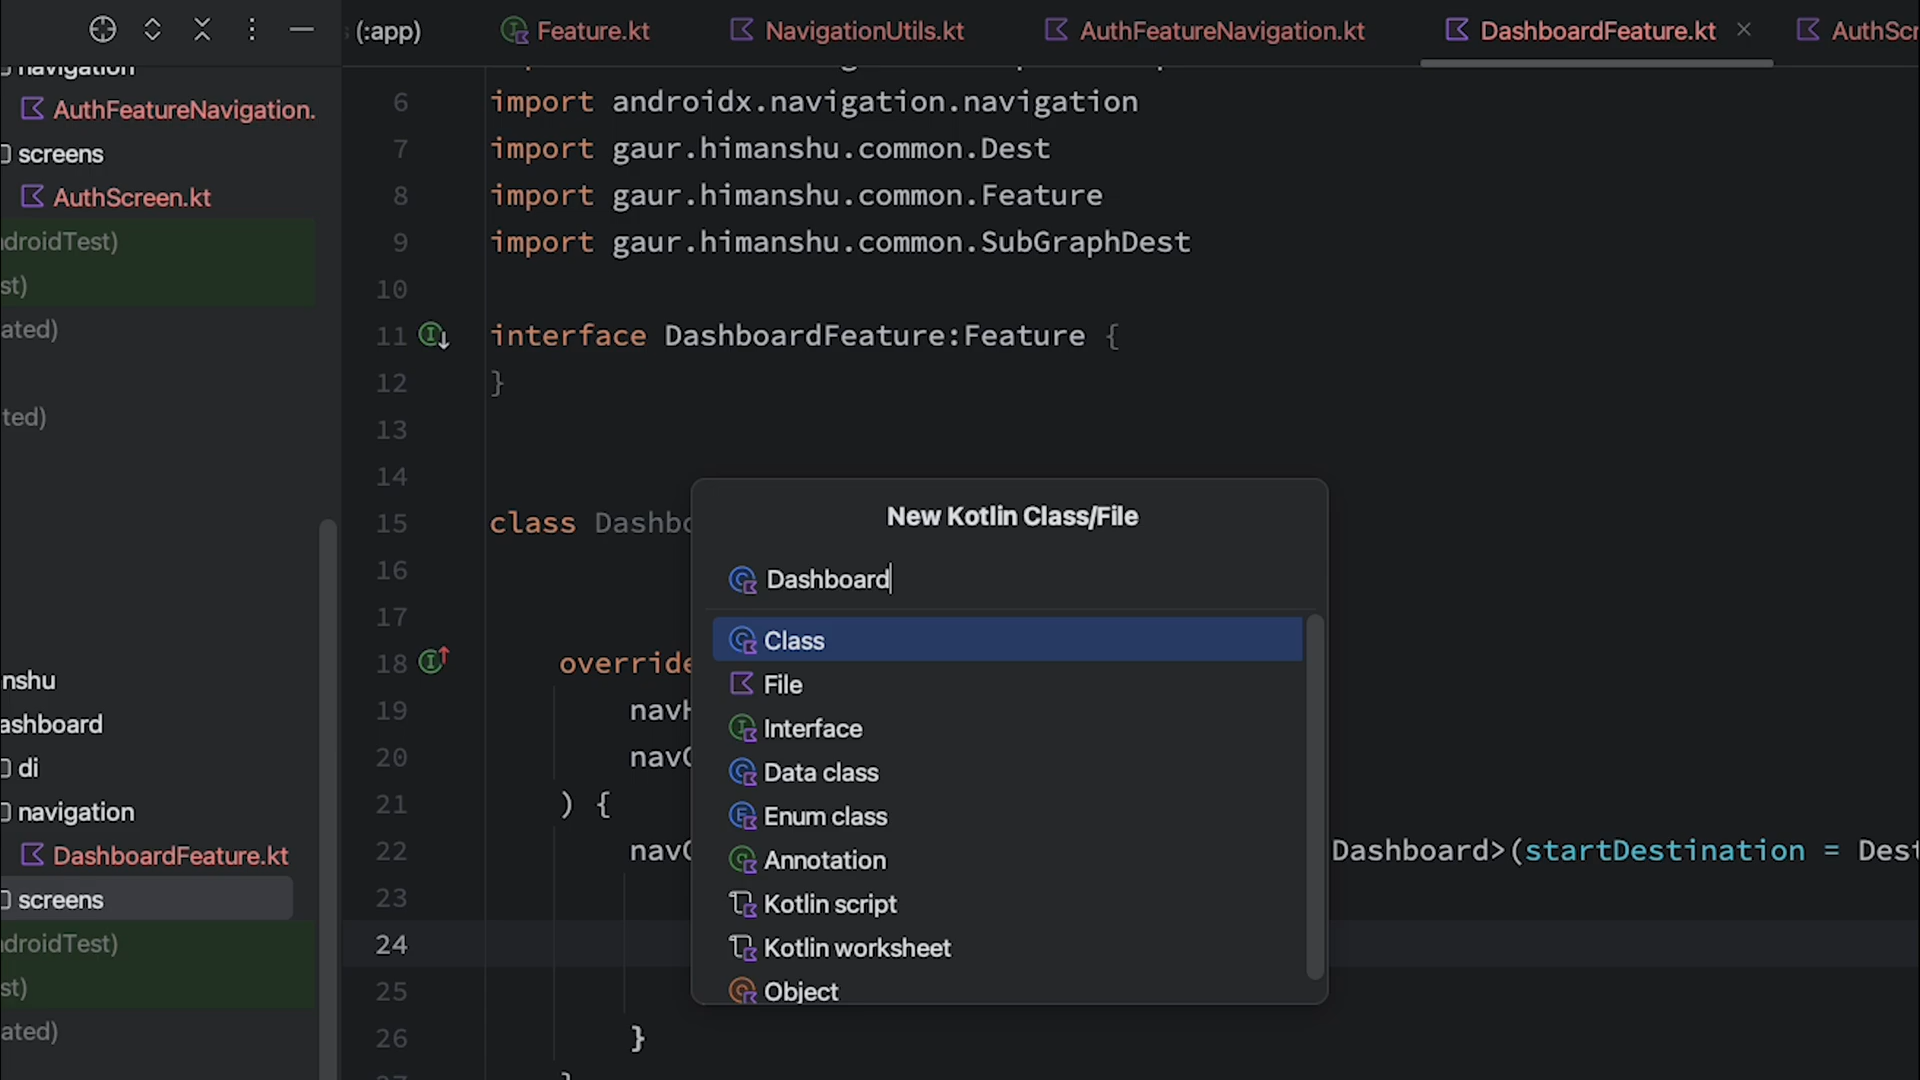 (:app)
Feature.kt
NavigationUtils.kt
AuthFeatureNavigation.kt
DashboardFeature.kt
AuthScr
navigation
AuthFeatureNavigation.
screens
AuthScreen.kt
droidTest)
st)
ated)
ted)
nshu
ashboard
di
navigation
DashboardFeature.kt
screens
droidTest)
st)
ated)
6 import androidx.navigation.navigation
7 import gaur.himanshu.common.Dest
8 import gaur.himanshu.common.Feature
9 import gaur.himanshu.common.SubGraphDest
10
11 interface DashboardFeature:Feature {
12 }
13
14
15 class Dashbo
16
17
18 override
19 navH
20 nav
21 ) {
22 nav Dashboard>(startDestination = Dest
23
24
25
26 }
New Kotlin Class/File
Dashboard
Class
File
Interface
Data class
Enum class
Annotation
Kotlin script
Kotlin worksheet
Object